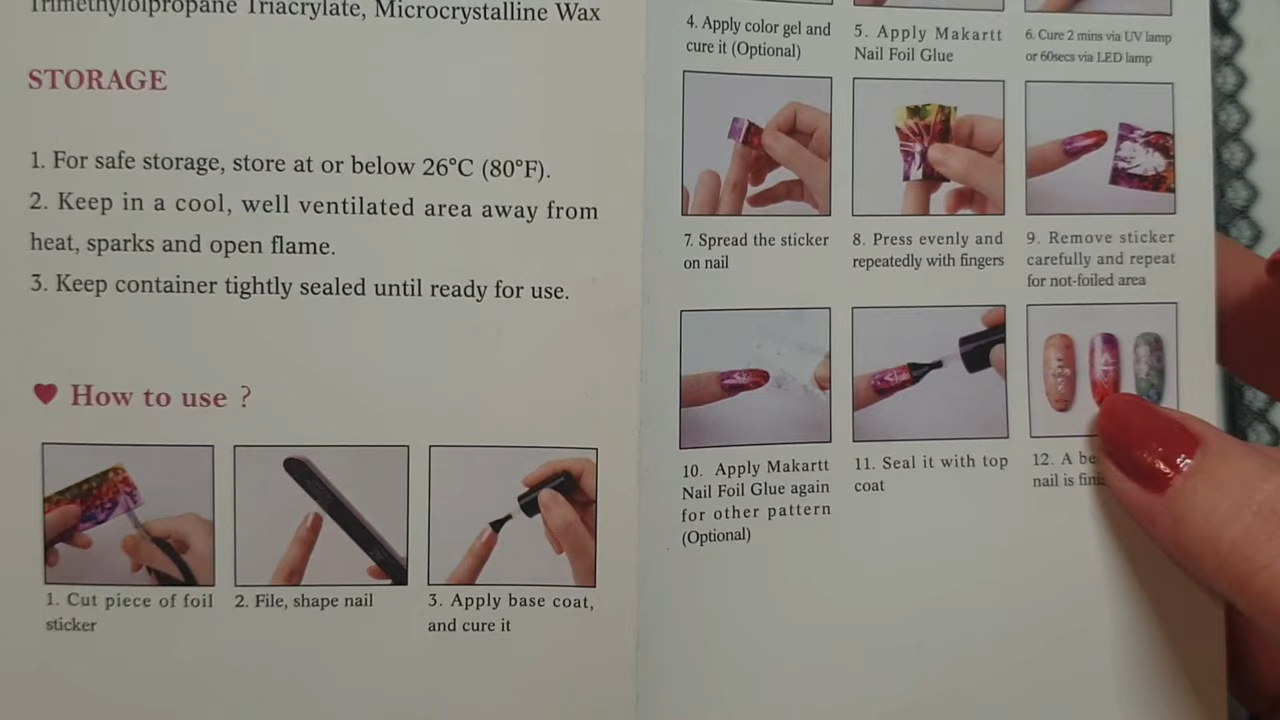 Trimethylolpropane Triacrylate, Microcrystalline Wax
STORAGE
1. For safe storage, store at or below 26°C (80°F).
2. Keep in a cool, well ventilated area away from
heat, sparks and open flame.
3. Keep container tightly sealed until ready for use.
How to use ?
1. Cut piece of foil
sticker
2. File, shape nail
3. Apply base coat,
and cure it
4. Apply color gel and
cure it (Optional)
5. Apply Makartt
Nail Foil Glue
6. Cure 2 mins via UV lamp
or 60secs via LED lamp
7. Spread the sticker
on nail
8. Press evenly and
repeatedly with fingers
9. Remove sticker
carefully and repeat
for not-foiled area
10. Apply Makartt
Nail Foil Glue again
for other pattern
(Optional)
11. Seal it with top
coat
12. A
nail is